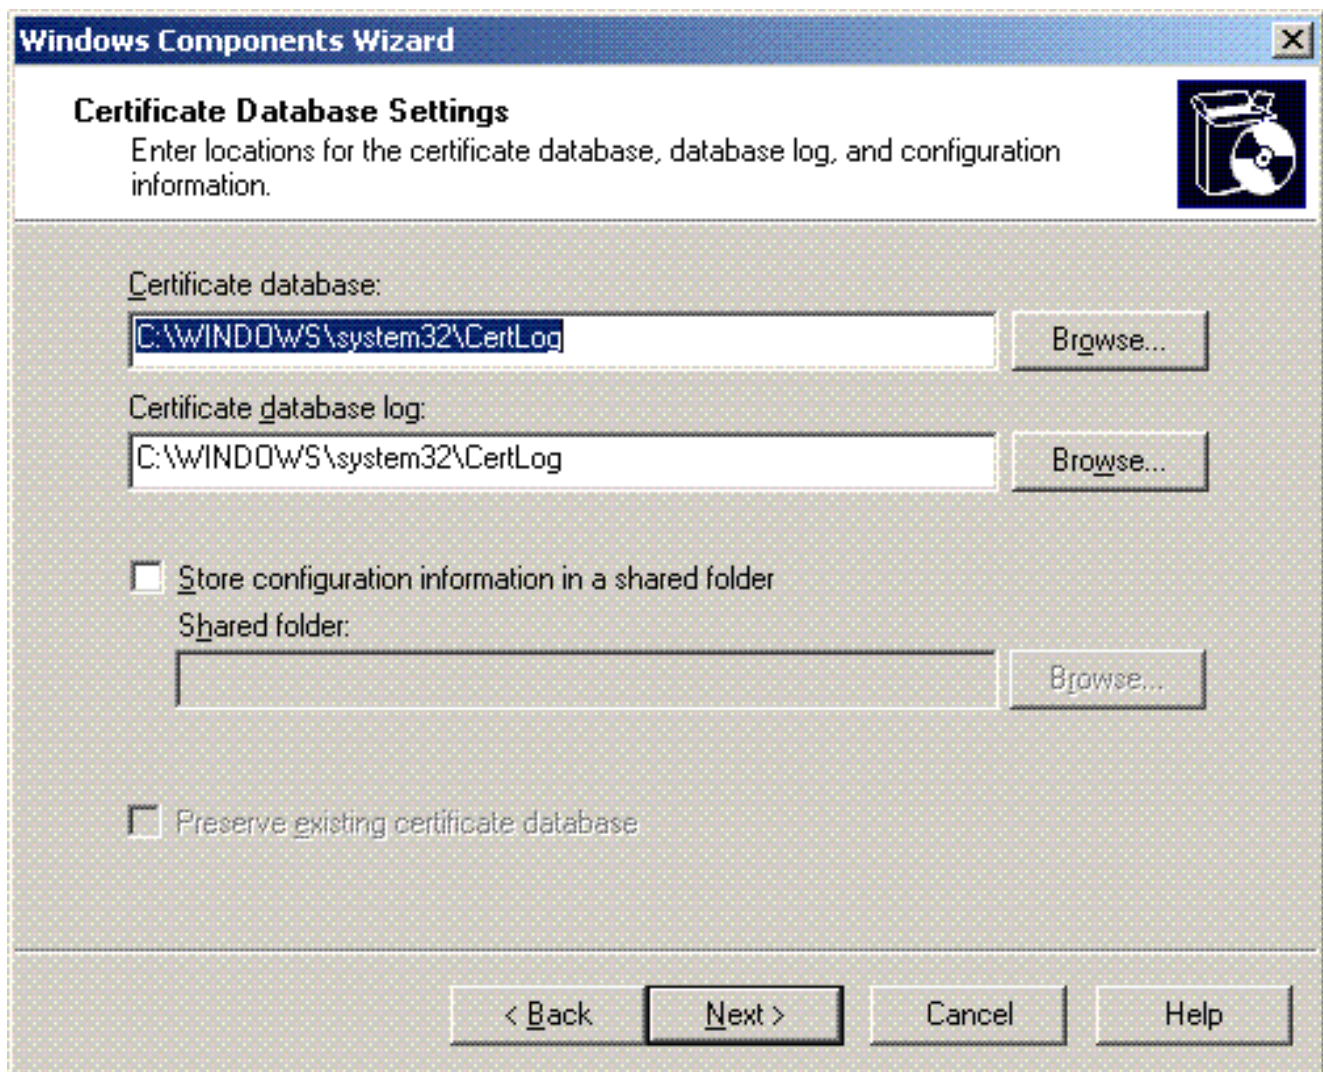 Windows Components Wizard
Certificate Database Settings
Enter locations for the certificate database, database log, and configuration
information.
Certificate database:
C:\WINDOWS\system32\CertLog
Browse...
Certificate database log:
C:\WINDOWS\system32\CertLog
Browse...
Store configuration information in a shared folder
Shared folder:
Browse...
Preserve existing certificate database
< Back
Next >
Cancel
Help